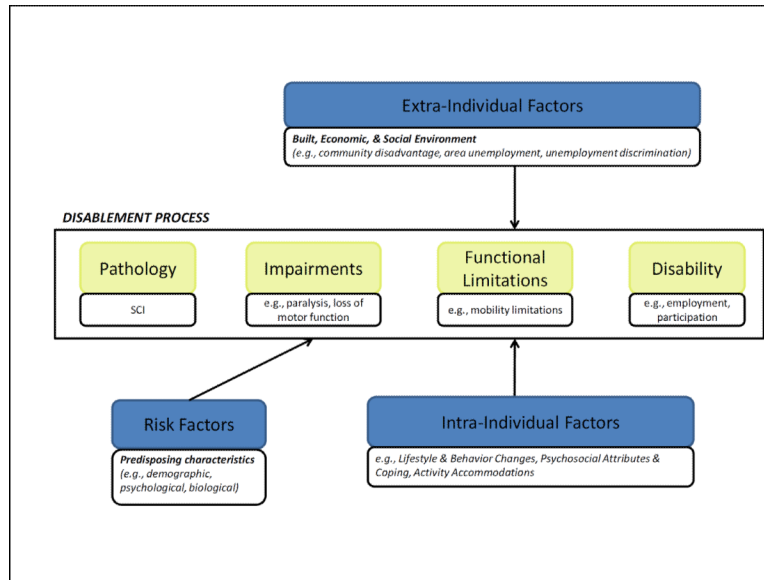 Extra-Individual Factors
Built, Economic, & Social Environment
(e.g., community disadvantage, area unemployment, unemployment discrimination)
DISABLEMENT PROCESS
Pathology
SCI
Impairments
e.g., paralysis, loss of
motor function
Functional
Limitations
e.g., mobility limitations
Disability
e.g., employment,
participation
Risk Factors
Predisposing characteristics
(e.g., demographic,
psychological, biological)
Intra-Individual Factors
e.g., Lifestyle & Behavior Changes, Psychosocial Attributes &
Coping, Activity Accommodations